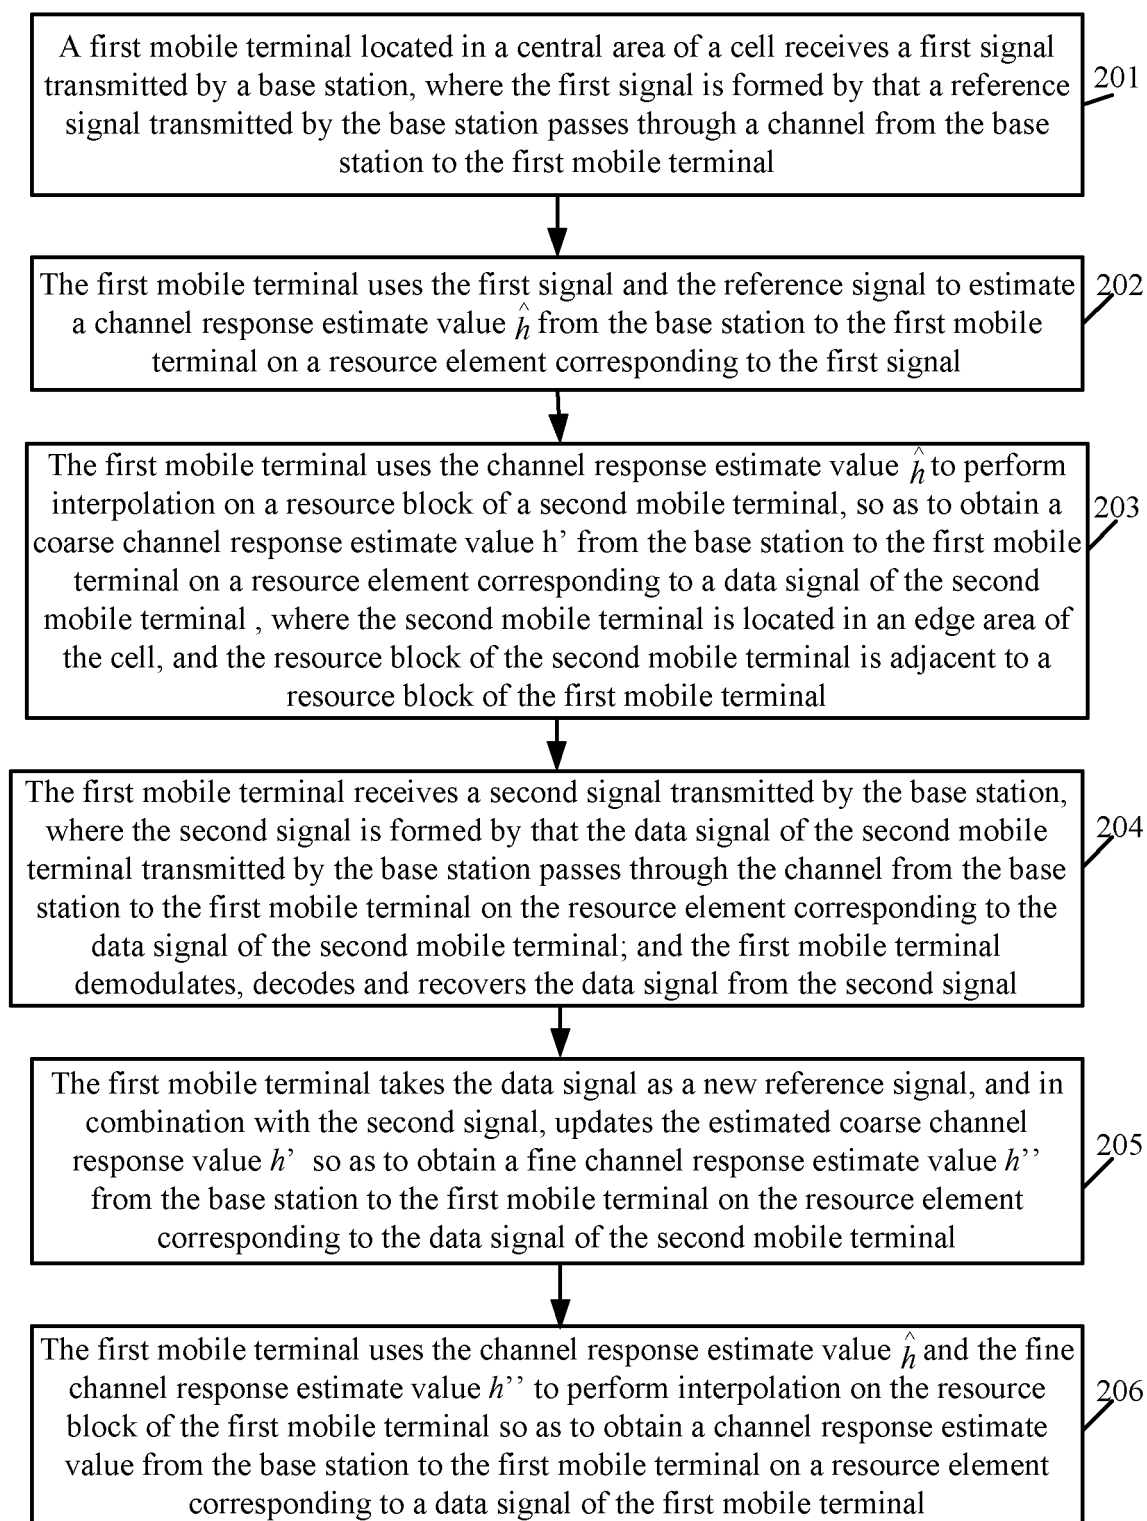 A first mobile terminal located in a central area of a cell receives a first signal
transmitted by a base station, where the first signal is formed by that a reference
signal transmitted by the base station passes through a channel from the base
station to the first mobile terminal
201
The first mobile terminal uses the first signal and the reference signal to estimate
a channel response estimate value ĥ from the base station to the first mobile
terminal on a resource element corresponding to the first signal
202
The first mobile terminal uses the channel response estimate value ĥ to perform
interpolation on a resource block of a second mobile terminal, so as to obtain a
coarse channel response estimate value h’ from the base station to the first mobile
terminal on a resource element corresponding to a data signal of the second
mobile terminal , where the second mobile terminal is located in an edge area of
the cell, and the resource block of the second mobile terminal is adjacent to a
resource block of the first mobile terminal
203
The first mobile terminal receives a second signal transmitted by the base station,
where the second signal is formed by that the data signal of the second mobile
terminal transmitted by the base station passes through the channel from the base
station to the first mobile terminal on the resource element corresponding to the
data signal of the second mobile terminal; and the first mobile terminal
demodulates, decodes and recovers the data signal from the second signal
204
The first mobile terminal takes the data signal as a new reference signal, and in
combination with the second signal, updates the estimated coarse channel
response value h’ so as to obtain a fine channel response estimate value h’’
from the base station to the first mobile terminal on the resource element
corresponding to the data signal of the second mobile terminal
205
The first mobile terminal uses the channel response estimate value ĥ and the fine
channel response estimate value h’’ to perform interpolation on the resource
block of the first mobile terminal so as to obtain a channel response estimate
value from the base station to the first mobile terminal on a resource element
corresponding to a data signal of the first mobile terminal
206